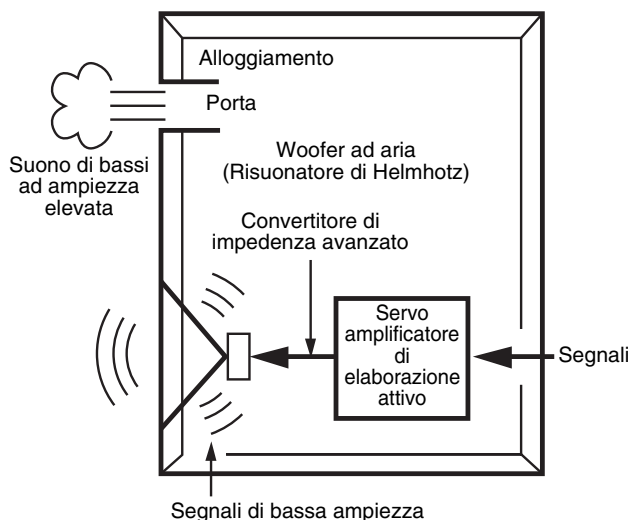 Alloggiamento
Porta
Suono di bassi
ad ampiezza
elevata
Woofer ad aria
(Risuonatore di Helmhotz)
Convertitore di
impedenza avanzato
Servo
amplificatore
di
elaborazione
attivo
Segnali
Segnali di bassa ampiezza